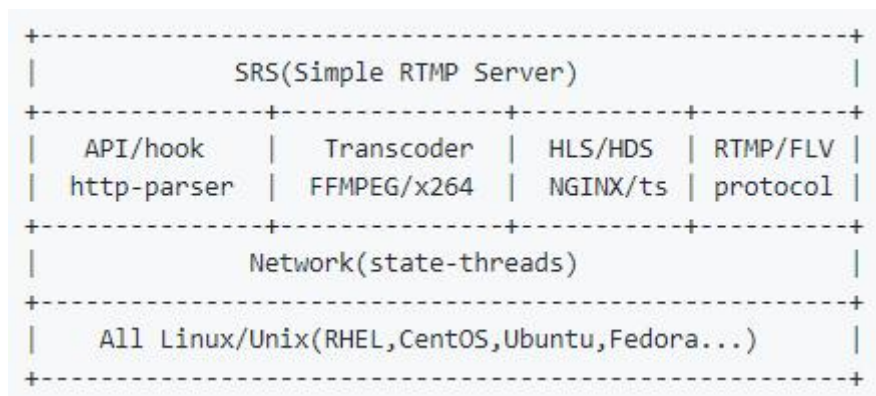 +------------------------------------------------------+
|             SRS(Simple RTMP Server)                  |
+---------------+---------------+-----------+----------+
|   API/hook    |   Transcoder  |  HLS/HDS  | RTMP/FLV |
|  http-parser  |  FFMPEG/x264  |  NGINX/ts | protocol |
+---------------+---------------+-----------+----------+
|              Network(state-threads)                  |
+------------------------------------------------------+
|    All Linux/Unix(RHEL,CentOS,Ubuntu,Fedora...)      |
+------------------------------------------------------+